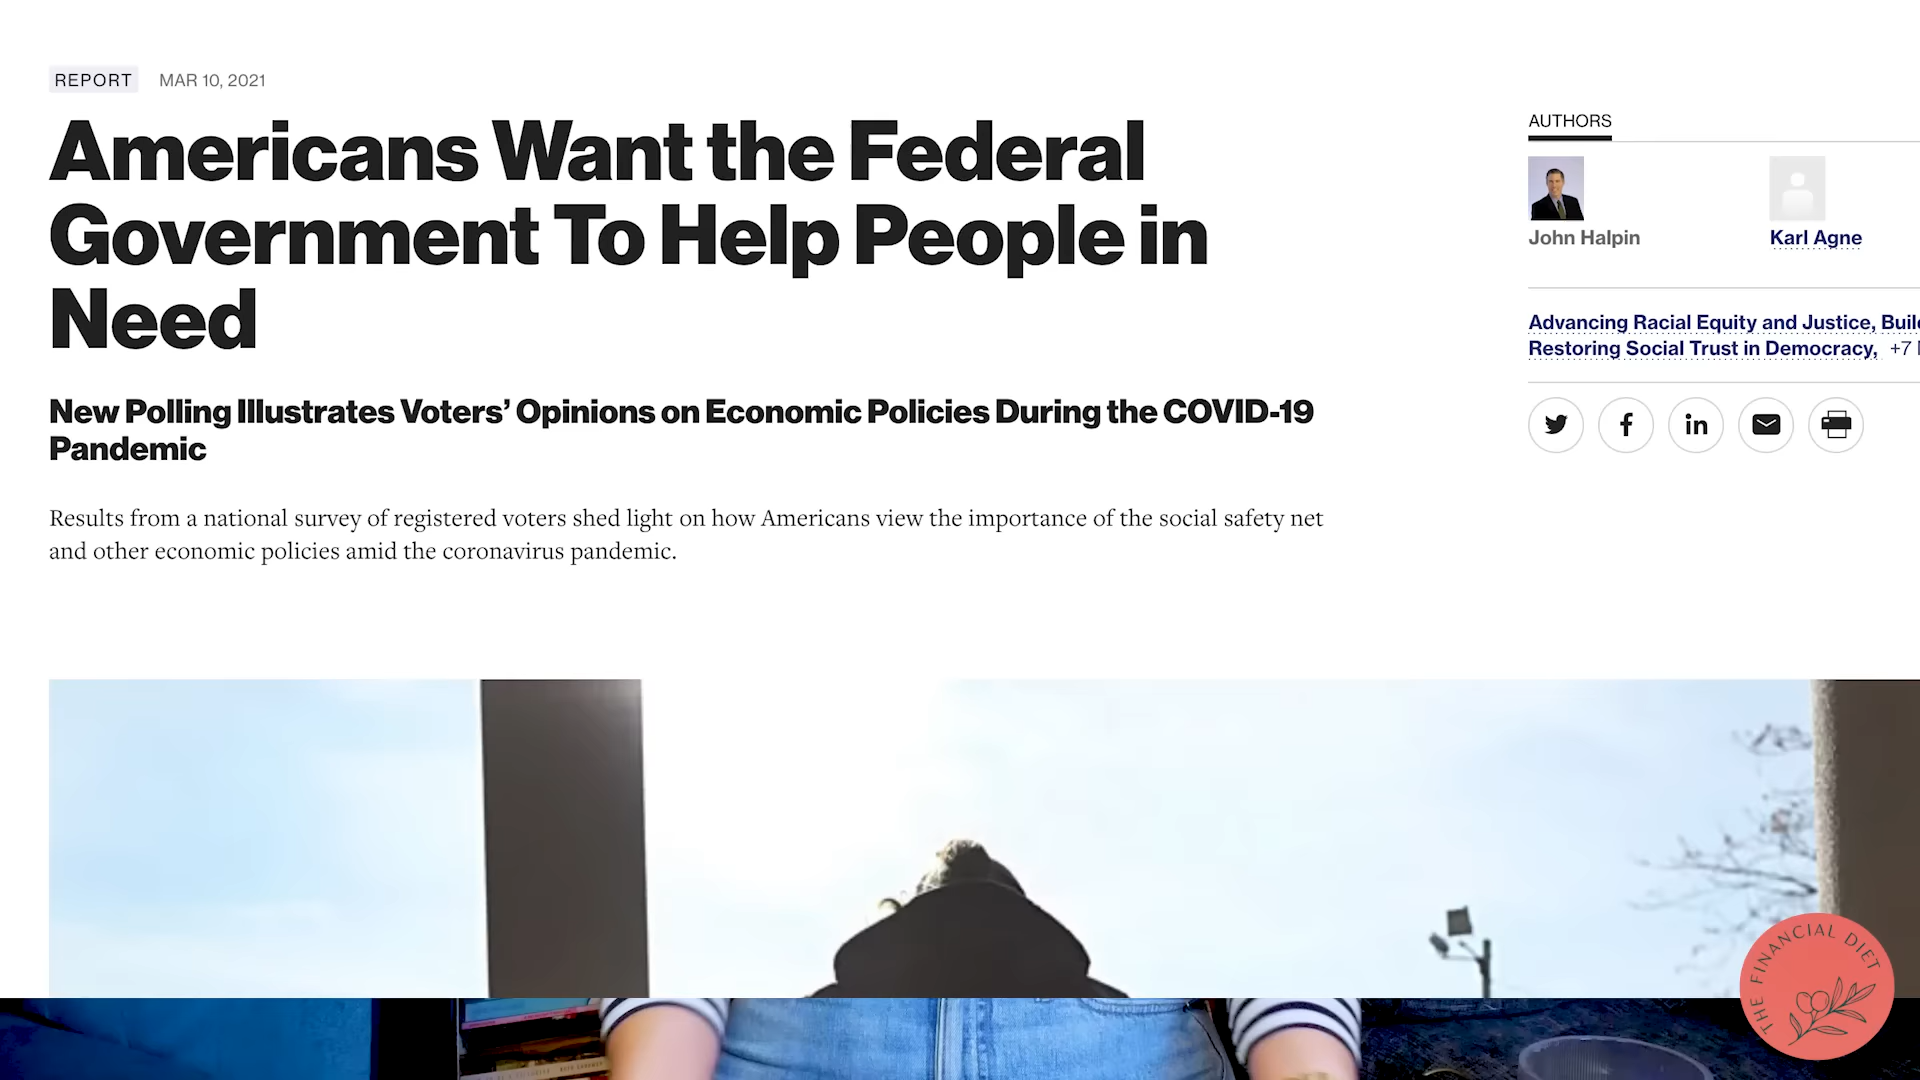 REPORT MAR 10, 2021
Americans Want the Federal
Government To Help People in
Need
New Polling Illustrates Voters’ Opinions on Economic Policies During the COVID-19
Pandemic
Results from a national survey of registered voters shed light on how Americans view the importance of the social safety net
and other economic policies amid the coronavirus pandemic.
AUTHORS
John Halpin
Karl Agne
Advancing Racial Equity and Justice,
Restoring Social Trust in Democracy, +7
THE FINANCIAL DIET